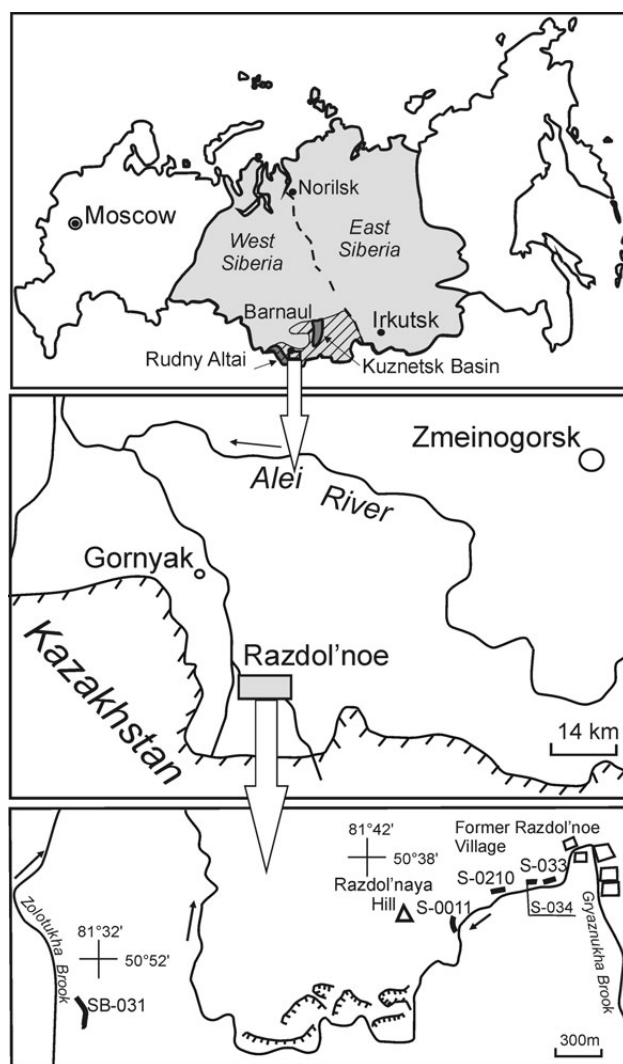 Norilsk
Moscow
West
Siberia
East
Siberia
Barnaul
Irkutsk
Rudny Altai
Kuznetsk Basin
Zmeinogorsk
Alei
River
Gornyak
Kazakhstan
Razdol'noe
14 km
81°42'
50°38'
Former Razdol'noe
Village
S-033
S-0210
Razdol'naya
Hill
S-0011
S-034
Gryaznukha Brook
Zolotukha Brook
81°32'
50°52'
SB-031
300m